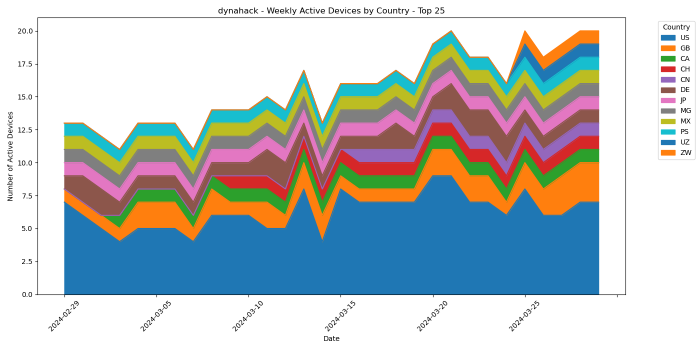 dynahack - Weekly Active Devices by Country - Top 25
Number of Active Devices
20.0
17.5
15.0
12.5
10.0
7.5
5.0
2.5
0.0
2024-02-29
2024-03-05
2024-03-10
2024-03-15
2024-03-20
2024-03-25
Date
Country
US
GB
CA
CH
CN
DE
JP
MG
MX
PS
UZ
ZW